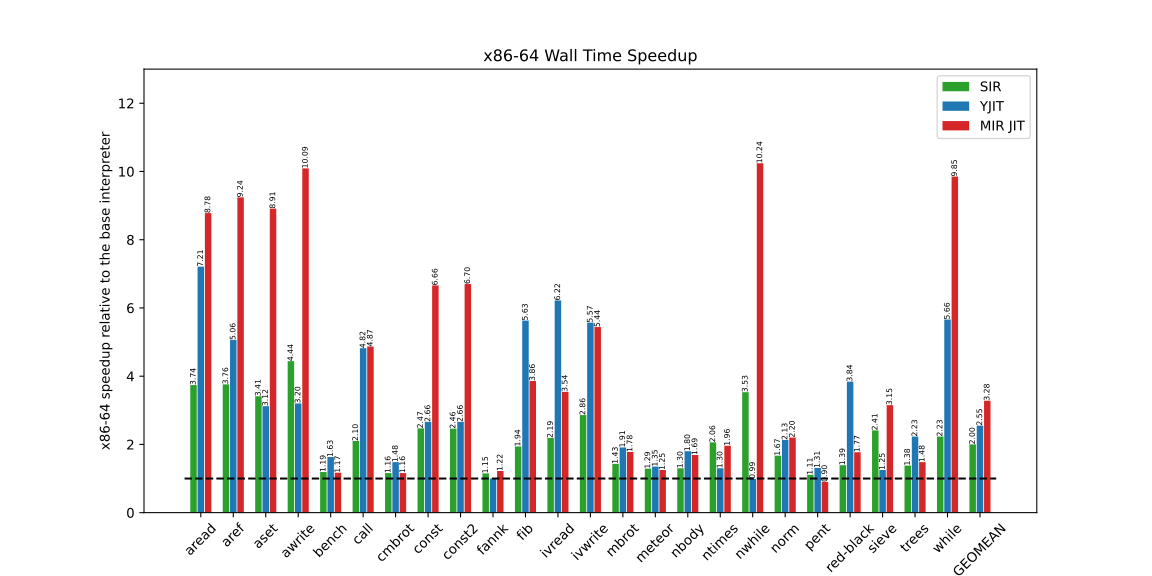 x86-64 Wall Time Speedup
SIR
YJIT
MIR JIT
x86-64 speedup relative to the base interpreter
12
10
8
6
4
2
0
3.74 7.21 8.78
3.76 5.06 9.24
3.41 3.12 8.91
4.44 3.20 10.09
1.19 1.63 1.17
2.10 4.82 4.87
1.16 1.48 1.16
2.47 2.66 6.66
2.46 2.66 6.70
1.15 1.22
1.94 5.63 3.86
2.19 6.22 3.54
2.86 5.57 5.44
1.43 1.91 1.78
1.29 1.35 1.25
1.30 1.80 1.69
2.06 1.30 1.96
3.53 0.99 10.24
1.67 2.13 2.20
1.11 1.31 0.90
1.39 3.84 1.77
2.41 1.25 3.15
1.38 2.23 1.48
2.23 5.66 9.85
2.00 2.55 3.28
aread
aref
aset
awrite
bench
call
cmbrot
const
const2
fannk
fib
ivread
ivwrite
mbrot
meteor
nbody
ntimes
nwhile
norm
pent
red-black
sieve
trees
while
GEOMEAN